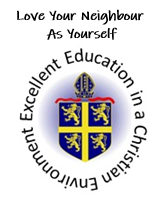 Love Your Neighbour
As Yourself
Excellent Education in a Christian Environment